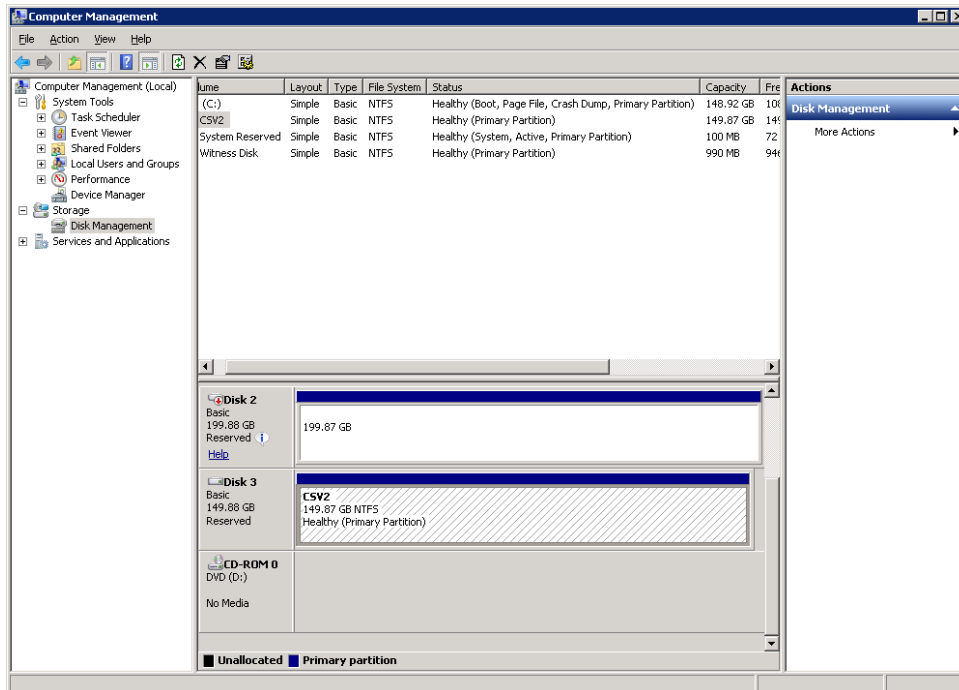 Computer Management
File Action View Help
Computer Management (Local)
System Tools
Task Scheduler
Event Viewer
Shared Folders
Local Users and Groups
Performance
Device Manager
Storage
Disk Management
Services and Applications
lume Layout Type File System Status Capacity Fre
(C:) Simple Basic NTFS Healthy (Boot, Page File, Crash Dump, Primary Partition) 148.92 GB 108
CSV2 Simple Basic NTFS Healthy (Primary Partition) 149.87 GB 149
System Reserved Simple Basic NTFS Healthy (System, Active, Primary Partition) 100 MB 72
Witness Disk Simple Basic NTFS Healthy (Primary Partition) 990 MB 946
Disk 2
Basic
199.88 GB
Reserved
Help
199.87 GB
Disk 3
Basic
149.88 GB
Reserved
CSV2
149.87 GB NTFS
Healthy (Primary Partition)
CD-ROM 0
DVD (D:)
No Media
Unallocated Primary partition
Actions
Disk Management
More Actions